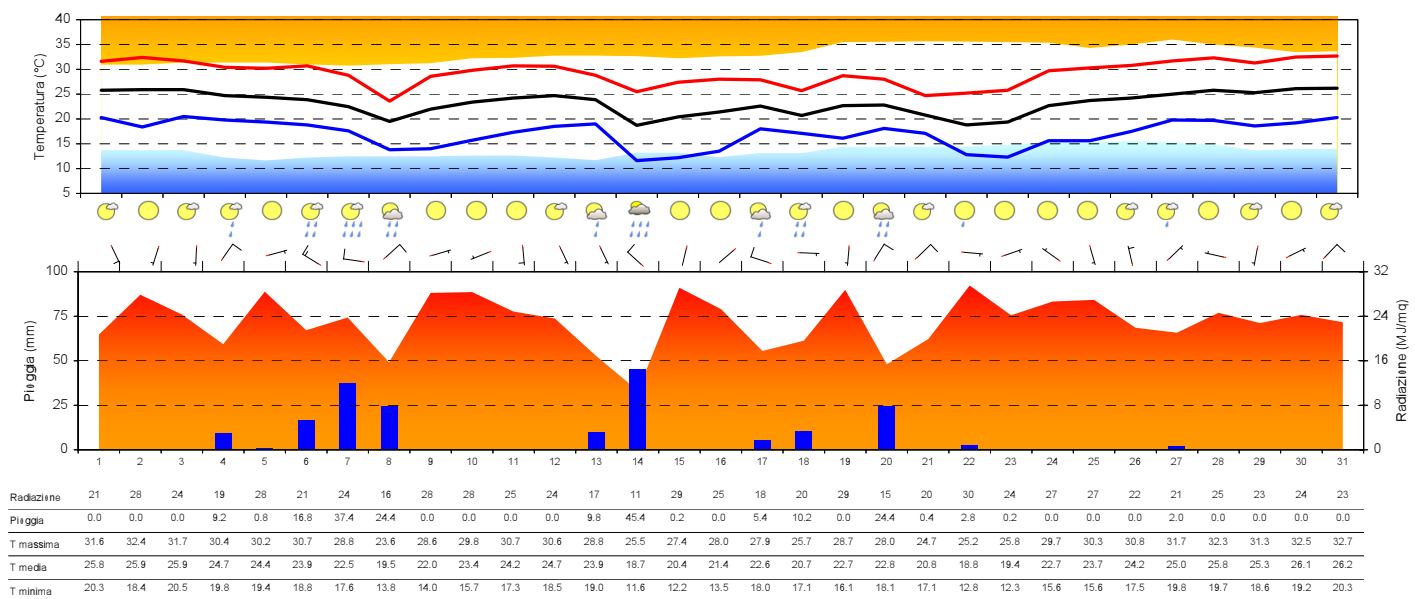 40
35
30
25
20
15
10
5
Temperatura (°C)
100
75
50
25
0
Pioggia (mm)
32
24
16
8
0
Radiazione (MJ/mq)
1 2 3 4 5 6 7 8 9 10 11 12 13 14 15 16 17 18 19 20 21 22 23 24 25 26 27 28 29 30 31
Radiazione 21 28 24 19 28 21 24 16 28 28 25 24 17 11 29 25 18 20 29 15 20 30 24 27 27 22 21 25 23 24 23
Pioggia 0.0 0.0 0.0 9.2 0.8 16.8 37.4 24.4 0.0 0.0 0.0 0.0 9.8 45.4 0.2 0.0 5.4 10.2 0.0 24.4 0.4 2.8 0.2 0.0 0.0 0.0 2.0 0.0 0.0 0.0 0.0
T massima 31.6 32.4 31.7 30.4 30.2 30.7 28.8 23.6 28.6 29.8 30.7 30.6 28.8 25.5 27.4 28.0 27.9 25.7 28.7 28.0 24.7 25.2 25.8 29.7 30.3 30.8 31.7 32.3 31.3 32.5 32.7
T media 25.8 25.9 25.9 24.7 24.4 23.9 22.5 19.5 22.0 23.4 24.2 24.7 23.9 18.7 20.4 21.4 22.6 20.7 22.7 22.8 20.8 18.8 19.4 22.7 23.7 24.2 25.0 25.8 25.3 26.1 26.2
T minima 20.3 18.4 20.5 19.8 19.4 18.8 17.6 13.8 14.0 15.7 17.3 18.5 19.0 11.6 12.2 13.5 18.0 17.1 16.1 18.1 17.1 12.8 12.3 15.6 15.6 17.5 19.8 19.7 18.6 19.2 20.3